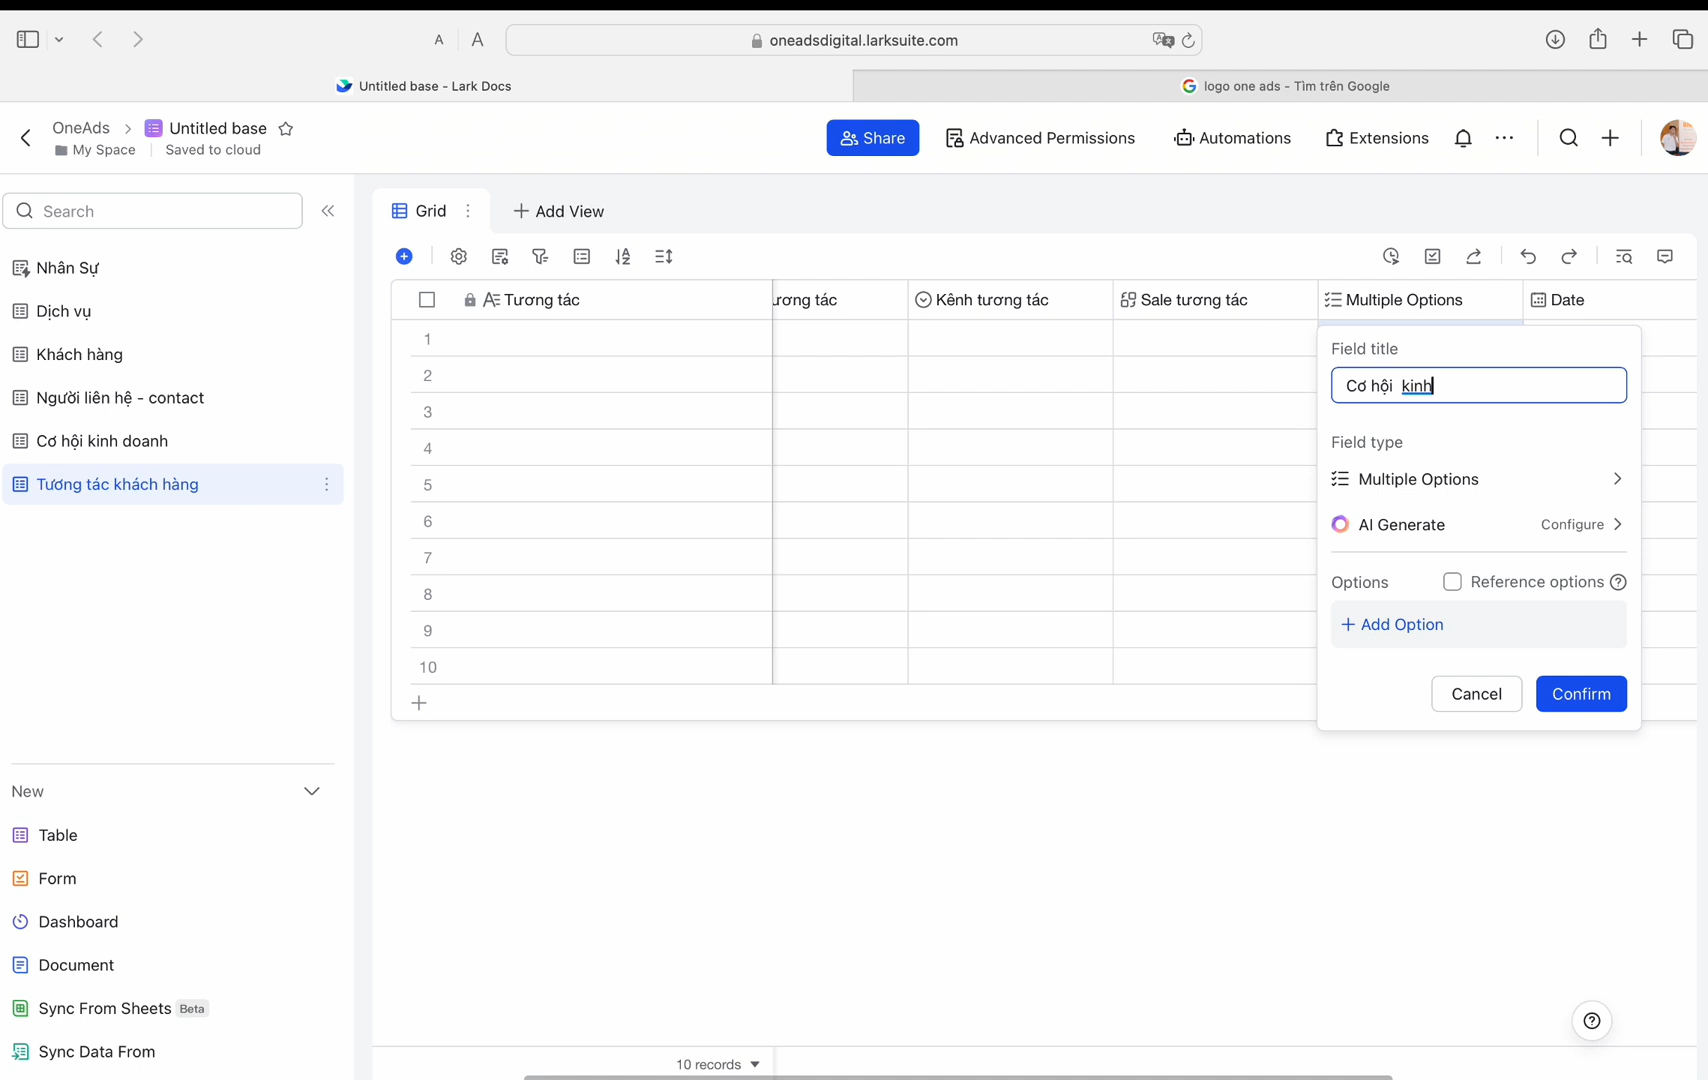 A
A
oneadsdigital.larksuite.com
Untitled base - Lark Docs
logo one ads - Tìm trên Google
OneAds
Untitled base
My Space
Saved to cloud
Share
Advanced Permissions
Automations
Extensions
Search
Grid
Add View
Nhân Sự
Dịch vụ
Khách hàng
Người liên hệ - contact
Cơ hội kinh doanh
Tương tác khách hàng
Tương tác
ương tác
Kênh tương tác
Sale tương tác
Multiple Options
Date
1
2
3
4
5
6
7
8
9
10
Field title
Cơ hội kinh
Field type
Multiple Options
AI Generate
Configure
Options
Reference options
Add Option
Cancel
Confirm
New
Table
Form
Dashboard
Document
Sync From Sheets Beta
Sync Data From
10 records